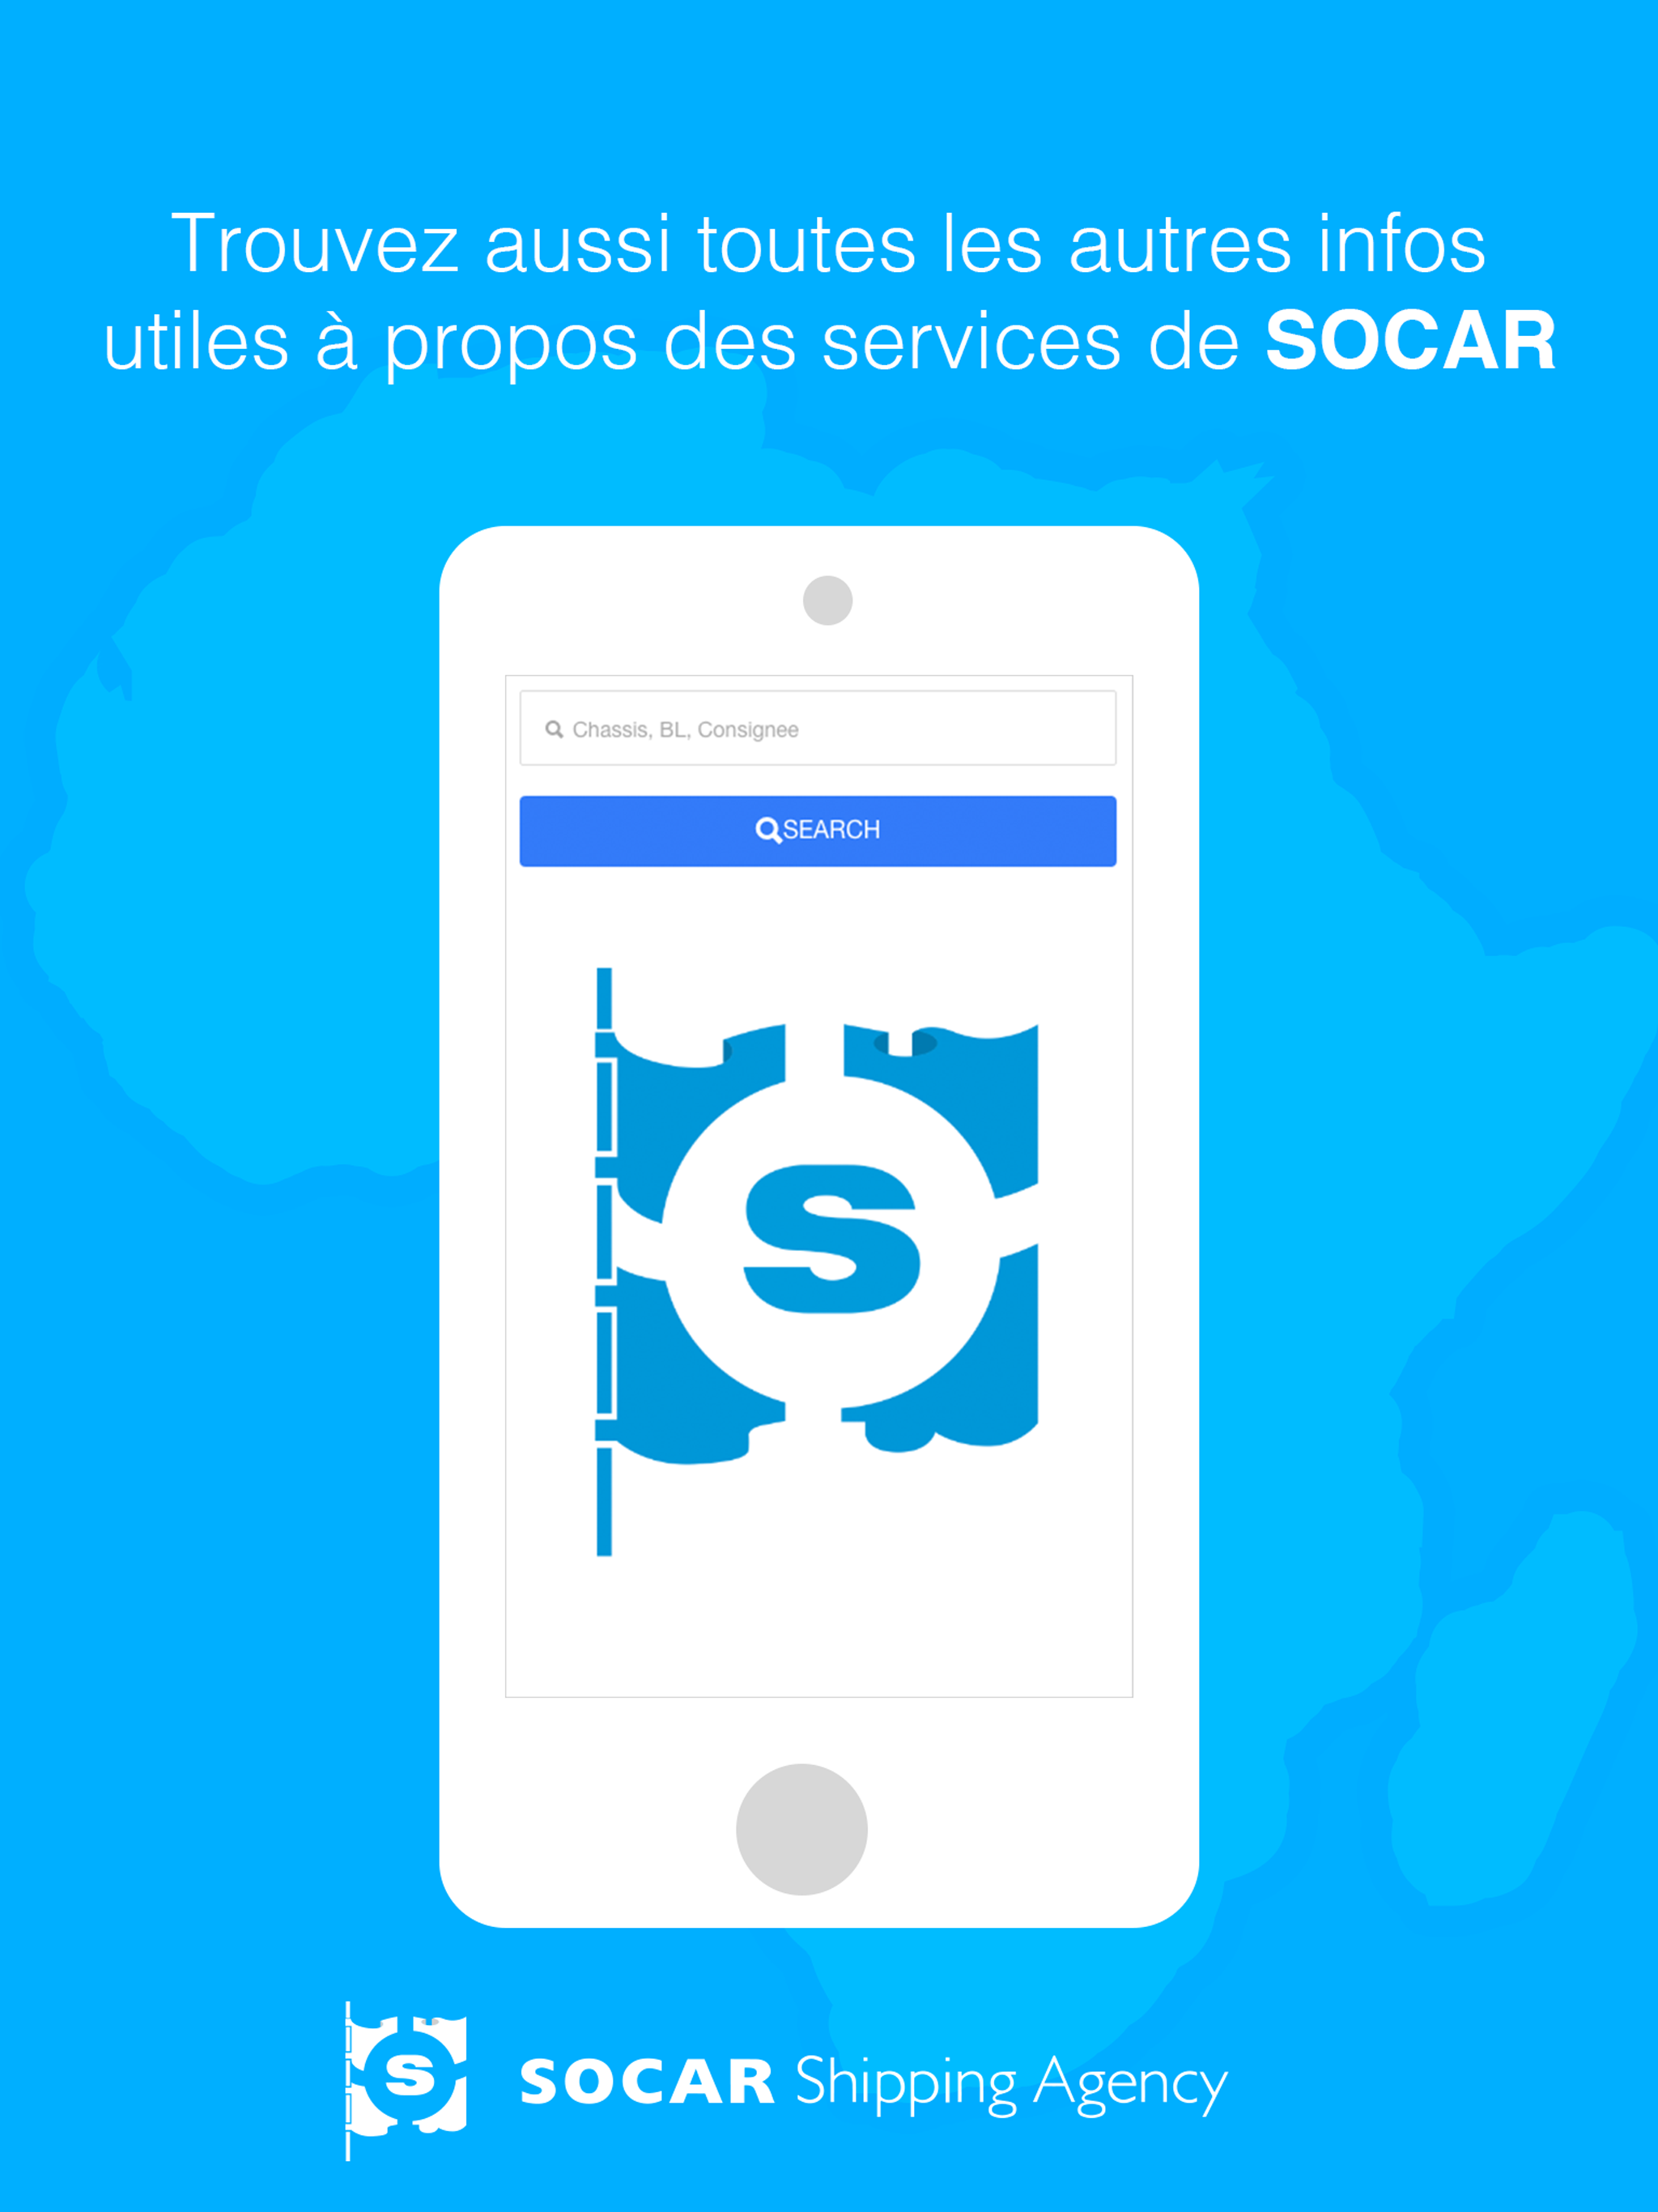 Trouvez aussi toutes les autres infos
utiles à propos des services de SOCAR
Chassis, BL, Consignee
SEARCH
s
s
SOCAR Shipping Agency